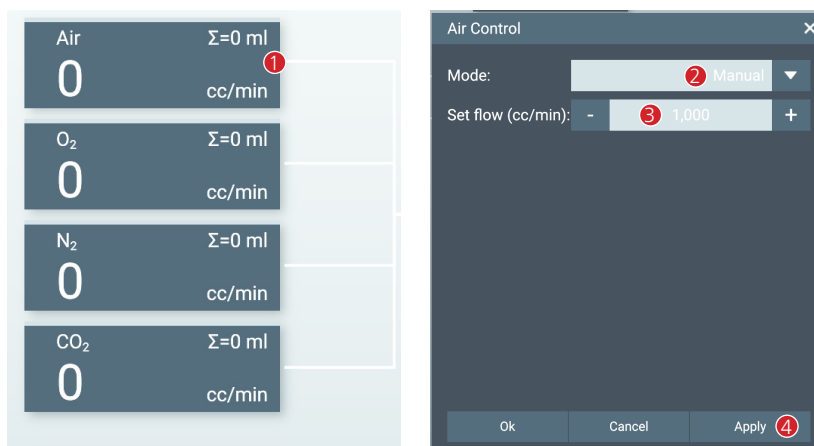 Air Σ=0 ml
0 cc/min
1
O₂ Σ=0 ml
0 cc/min
N₂ Σ=0 ml
0 cc/min
CO₂ Σ=0 ml
0 cc/min
Air Control ×
Mode: 2 Manual
Set flow (cc/min): - 3 1,000 +
Ok Cancel Apply 4